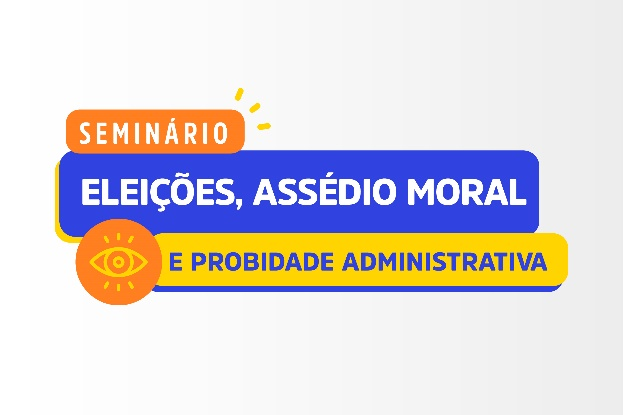 SEMINÁRIO
ELEIÇÕES, ASSÉDIO MORAL
E PROBIDADE ADMINISTRATIVA